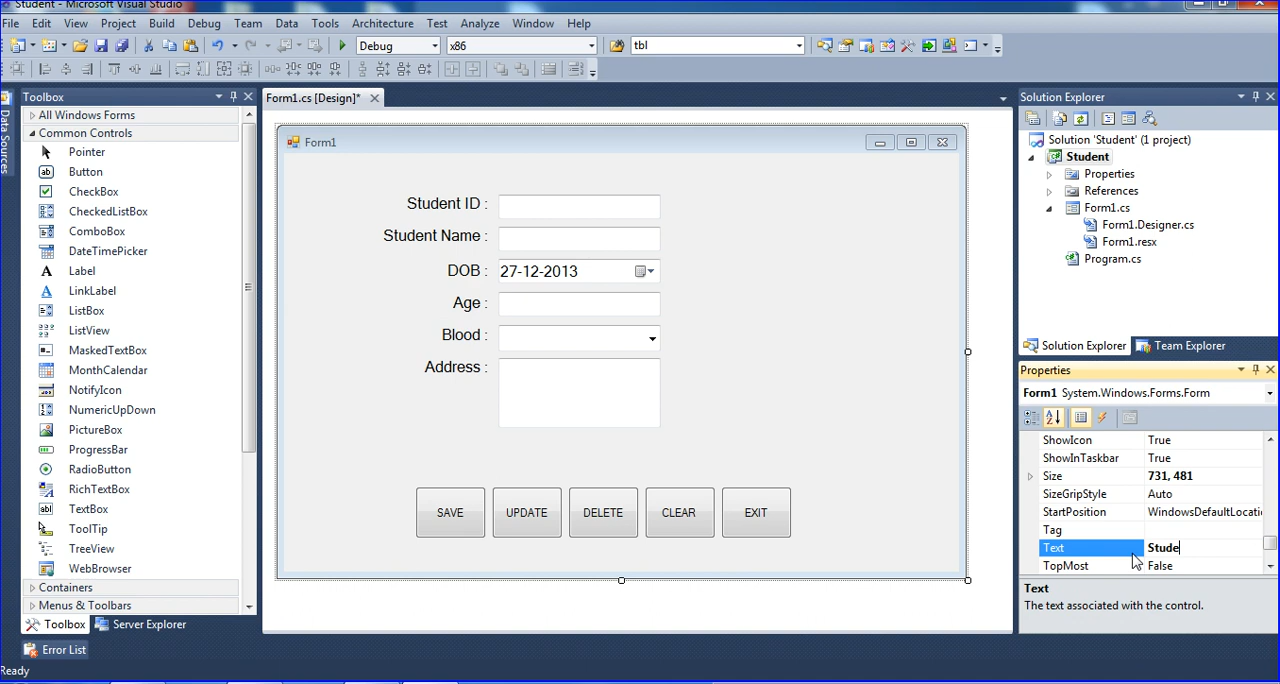 Student - Microsoft Visual Studio
File Edit View Project Build Debug Team Data Tools Architecture Test Analyze Window Help
Debug x86 tbl
Data Sources
Toolbox
All Windows Forms
Common Controls
Pointer
Button
CheckBox
CheckedListBox
ComboBox
DateTimePicker
Label
LinkLabel
ListBox
ListView
MaskedTextBox
MonthCalendar
NotifyIcon
NumericUpDown
PictureBox
ProgressBar
RadioButton
RichTextBox
TextBox
ToolTip
TreeView
WebBrowser
Containers
Menus & Toolbars
Toolbox Server Explorer
Error List
Ready
Form1.cs [Design]*
Form1
Student ID :
Student Name :
DOB : 27-12-2013
Age :
Blood :
Address :
SAVE UPDATE DELETE CLEAR EXIT
Solution Explorer
Solution 'Student' (1 project)
Student
Properties
References
Form1.cs
Form1.Designer.cs
Form1.resx
Program.cs
Solution Explorer Team Explorer
Properties
Form1 System.Windows.Forms.Form
ShowIcon True
ShowInTaskbar True
Size 731, 481
SizeGripStyle Auto
StartPosition WindowsDefaultLocati
Tag
Text Stude
TopMost False
Text
The text associated with the control.